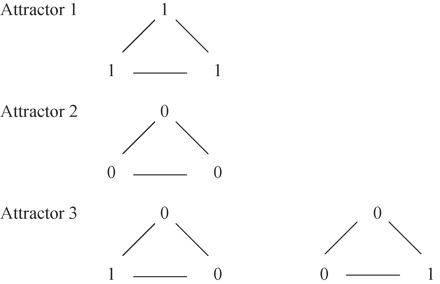 Attractor 1 1
1 1
Attractor 2 0
0 0
Attractor 3 0 0
1 0 0 1